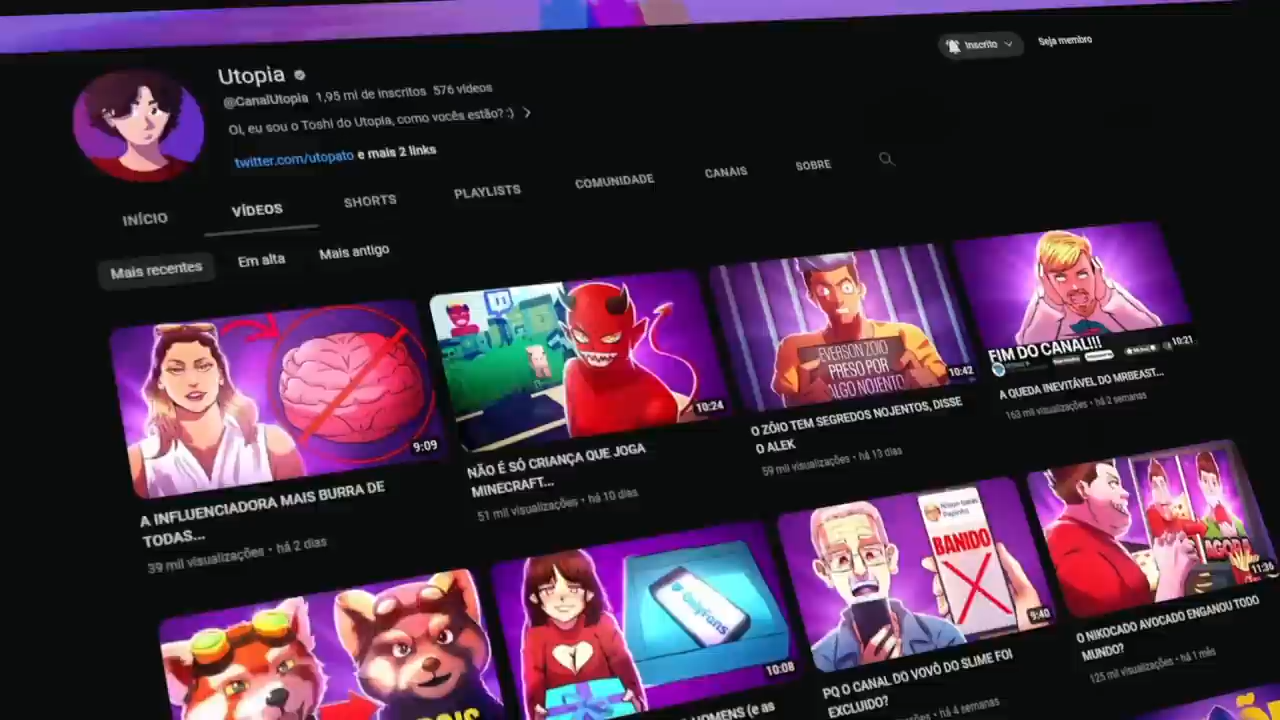 Utopia
@CanalUtopia 1,95 mi de inscritos 576 vídeos
Inscrito
Seja membro
Oi, eu sou o Toshi do Utopia, como vocês estão? :)
twitter.com/utopato e mais 2 links
INÍCIO
VÍDEOS
SHORTS
PLAYLISTS
COMUNIDADE
CANAIS
SOBRE
Mais recentes
Em alta
Mais antigo
9:09
A INFLUENCIADORA MAIS BURRA DE
TODAS...
39 mil visualizações • há 2 dias
10:24
NÃO É SÓ CRIANÇA QUE JOGA
MINECRAFT...
51 mil visualizações • há 10 dias
EVERSON ZOIO
PRESO POR
ALGO NOJENTO
10:42
O ZÓIO TEM SEGREDOS NOJENTOS, DISSE
O ALEK
59 mil visualizações • há 13 dias
FIM DO CANAL!!!
10:21
A QUEDA INEVITÁVEL DO MRBEAST...
163 mil visualizações • há 2 semanas
OnlyFans
10:08
HOMENS (e as
BANIDO
9:40
PQ O CANAL DO VOVÔ DO SLIME FOI
EXCLUIDO?
há 4 semanas
AGORA
11:36
O NIKOCADO AVOCADO ENGANOU TODO
MUNDO?
125 mil visualizações • há 1 mês